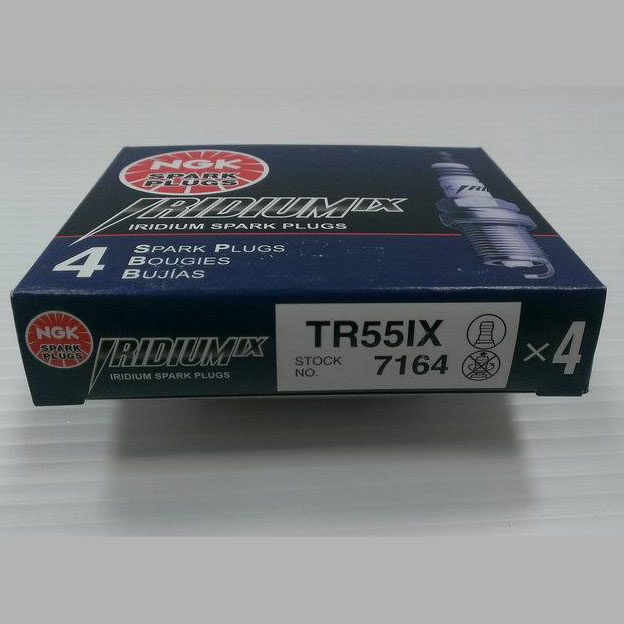 NGK
SPARK
PLUGS
IRIDIUM IX
IRIDIUM SPARK PLUGS
4
SPARK PLUGS
BOUGIES
BUJÍAS
NGK
SPARK
PLUGS
IRIDIUM IX
IRIDIUM SPARK PLUGS
TR55IX
STOCK NO. 7164
×4